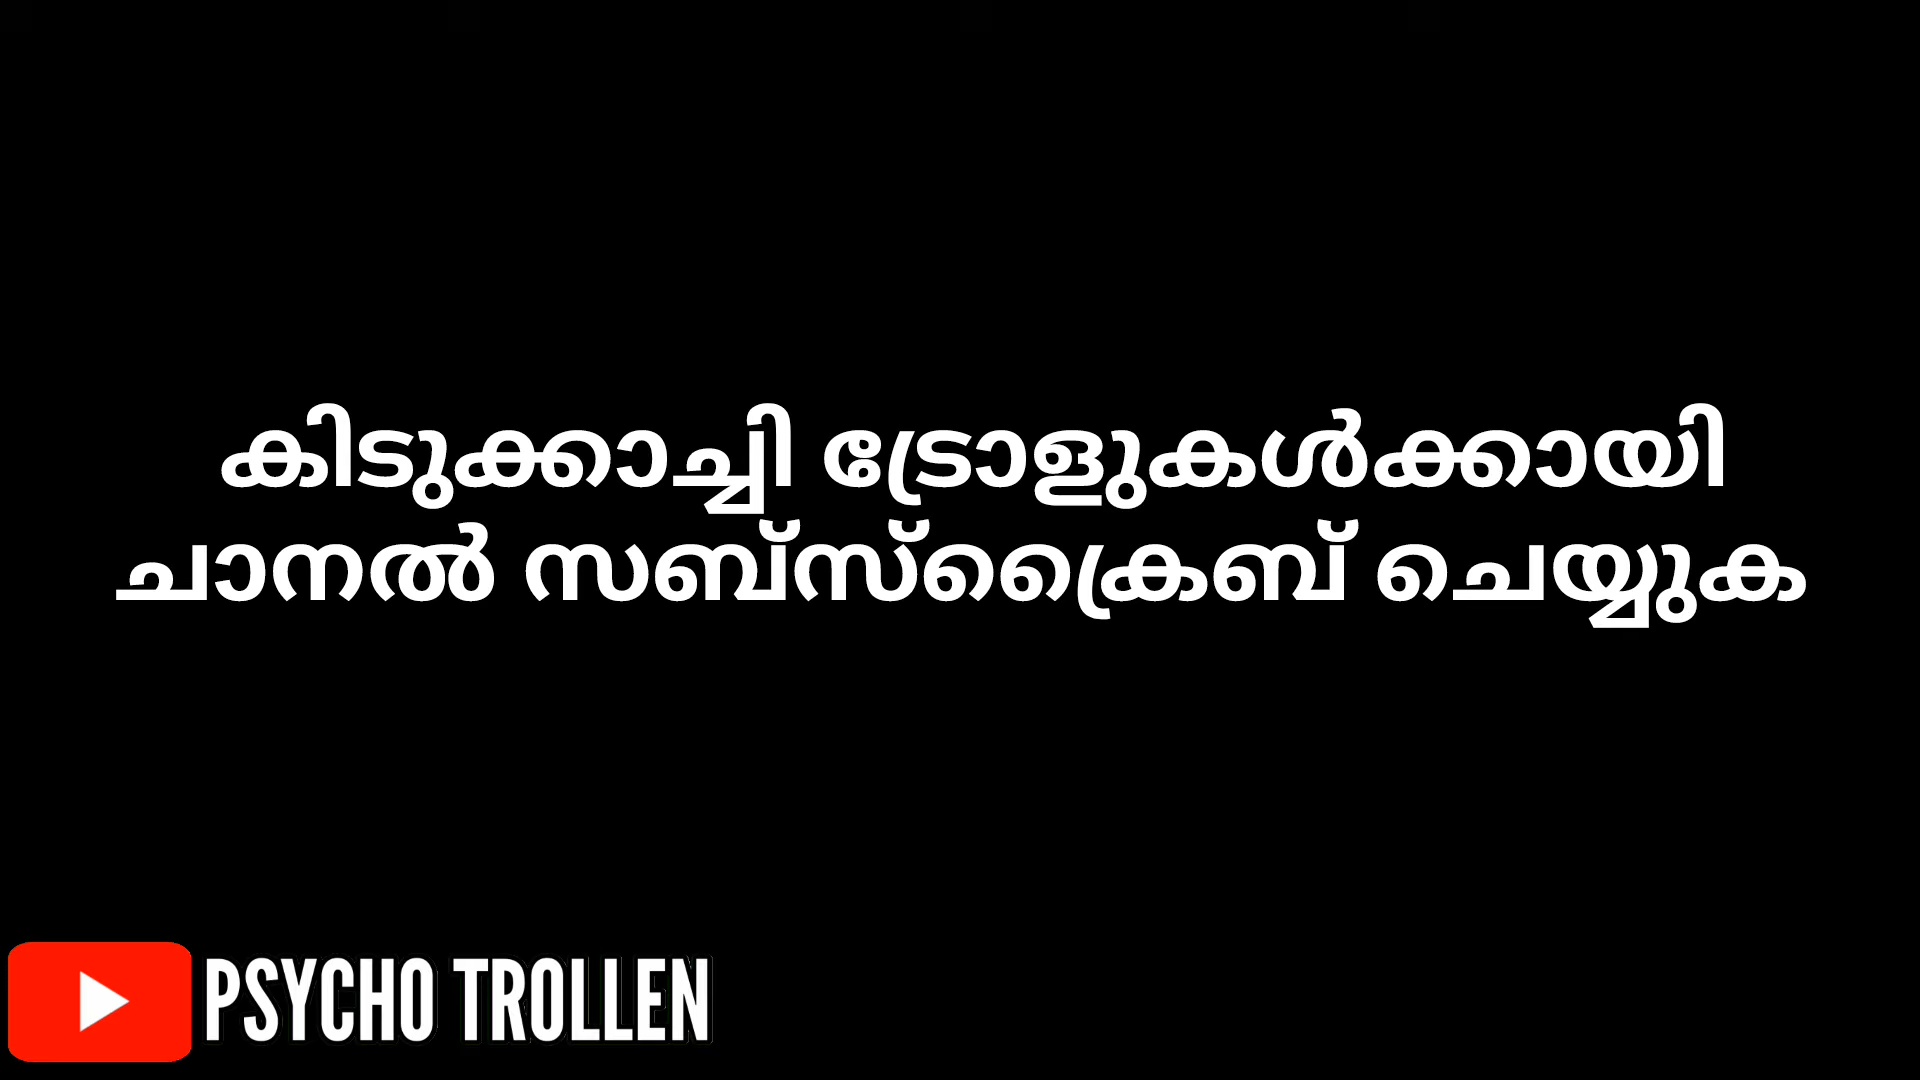 കിടുക്കാച്ചി ട്രോളുകൾക്കായി
ചാനൽ സബ്സ്ക്രൈബ് ചെയ്യുക
PSYCHO TROLLEN